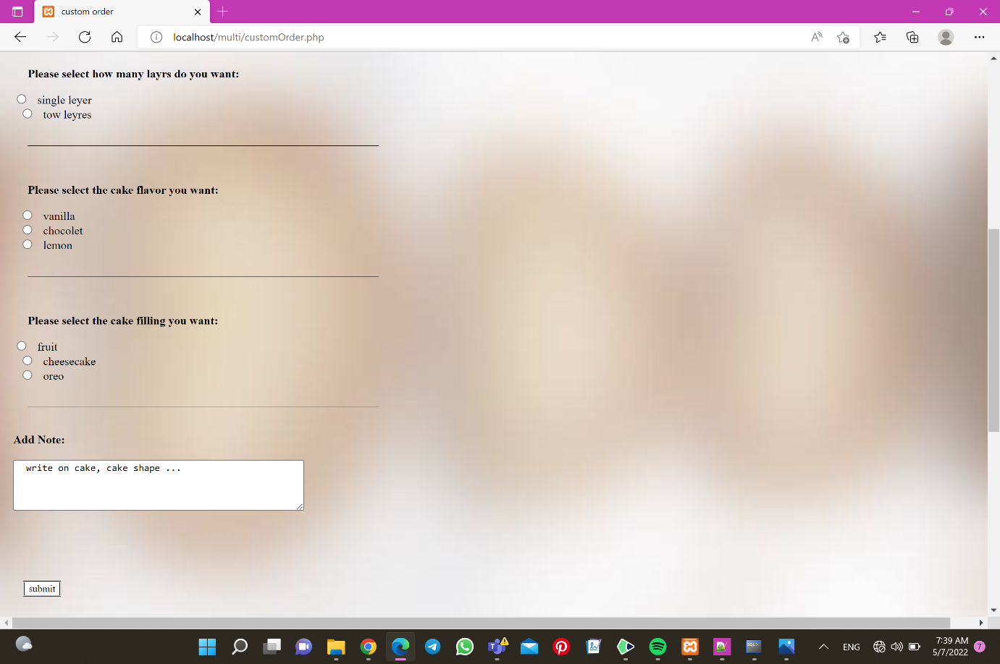 custom order
localhost/multi/customOrder.php
Please select how many layrs do you want:
single leyer
tow leyres
Please select the cake flavor you want:
vanilla
chocolet
lemon
Please select the cake filling you want:
fruit
cheesecake
oreo
Add Note:
write on cake, cake shape ...
submit
ENG
7:39 AM
5/7/2022
7